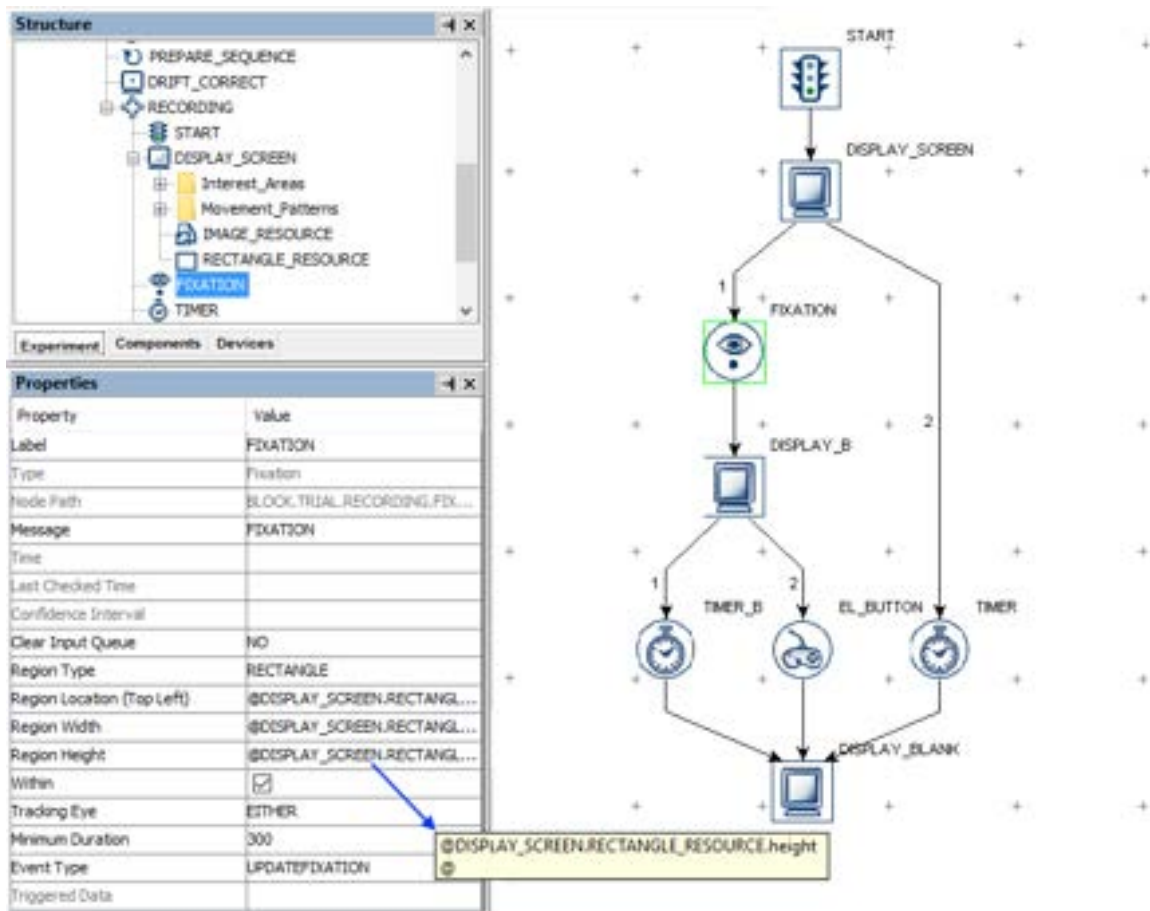 Structure
PREPARE_SEQUENCE
DRIFT_CORRECT
RECORDING
START
DISPLAY_SCREEN
Interest_Areas
Movement_Patterns
IMAGE_RESOURCE
RECTANGLE_RESOURCE
FIXATION
TIMER
Experiment Components Devices
Properties
Property Value
Label FIXATION
Type Fixation
Node Path BLOCK.TRIAL.RECORDING.FIX...
Message FIXATION
Time
Last Checked Time
Confidence Interval
Clear Input Queue NO
Region Type RECTANGLE
Region Location (Top Left) @DISPLAY_SCREEN.RECTANGL...
Region Width @DISPLAY_SCREEN.RECTANGL...
Region Height @DISPLAY_SCREEN.RECTANGL...
Within
Tracking Eye EITHER
Minimum Duration 300
Event Type UPDATEFIXATION
Triggered Data
@DISPLAY_SCREEN.RECTANGLE_RESOURCE.height
@
START
DISPLAY_SCREEN
1
FIXATION
2
DISPLAY_B
1
2
TIMER_B
EL_BUTTON
TIMER
DISPLAY_BLANK